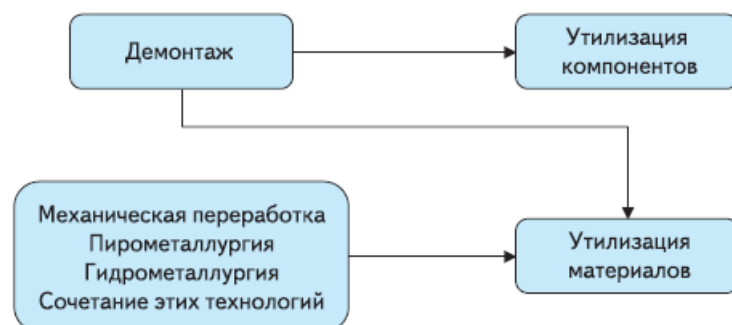 Демонтаж
Утилизация
компонентов
Механическая переработка
Пирометаллургия
Гидрометаллургия
Сочетание этих технологий
Утилизация
материалов